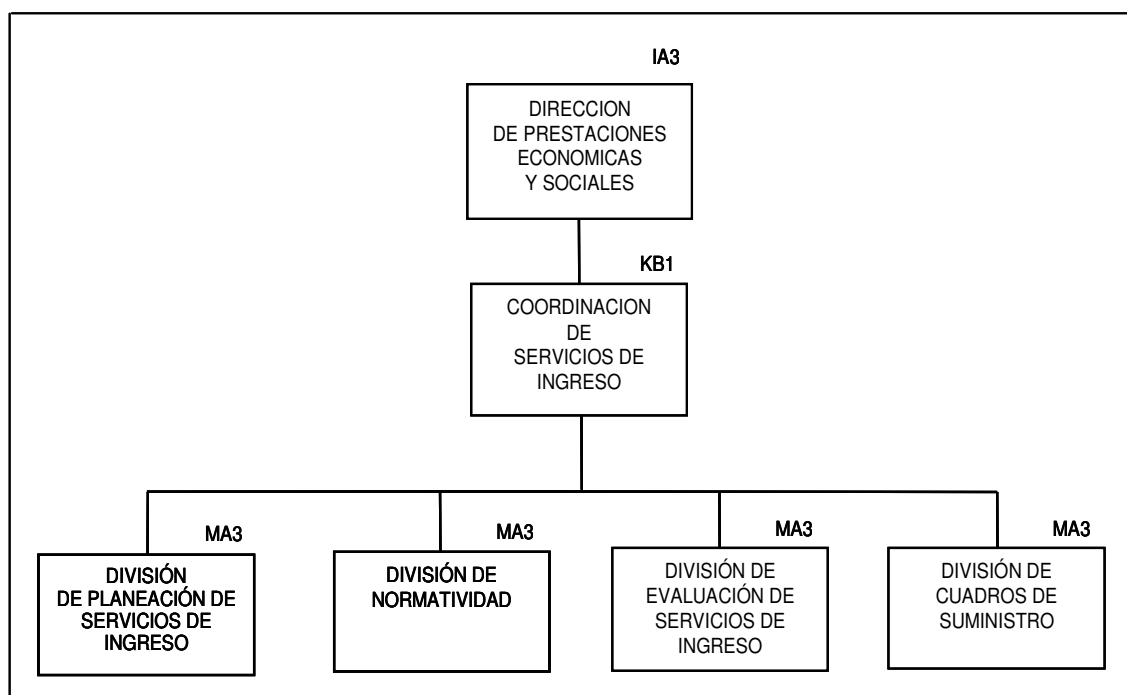 IA3
DIRECCION
DE PRESTACIONES
ECONOMICAS
Y SOCIALES
KB1
COORDINACION
DE
SERVICIOS DE
INGRESO
MA3
DIVISIÓN
DE PLANEACIÓN DE
SERVICIOS DE
INGRESO
MA3
DIVISIÓN DE
NORMATIVIDAD
MA3
DIVISIÓN DE
EVALUACIÓN DE
SERVICIOS DE
INGRESO
MA3
DIVISIÓN DE
CUADROS DE
SUMINISTRO